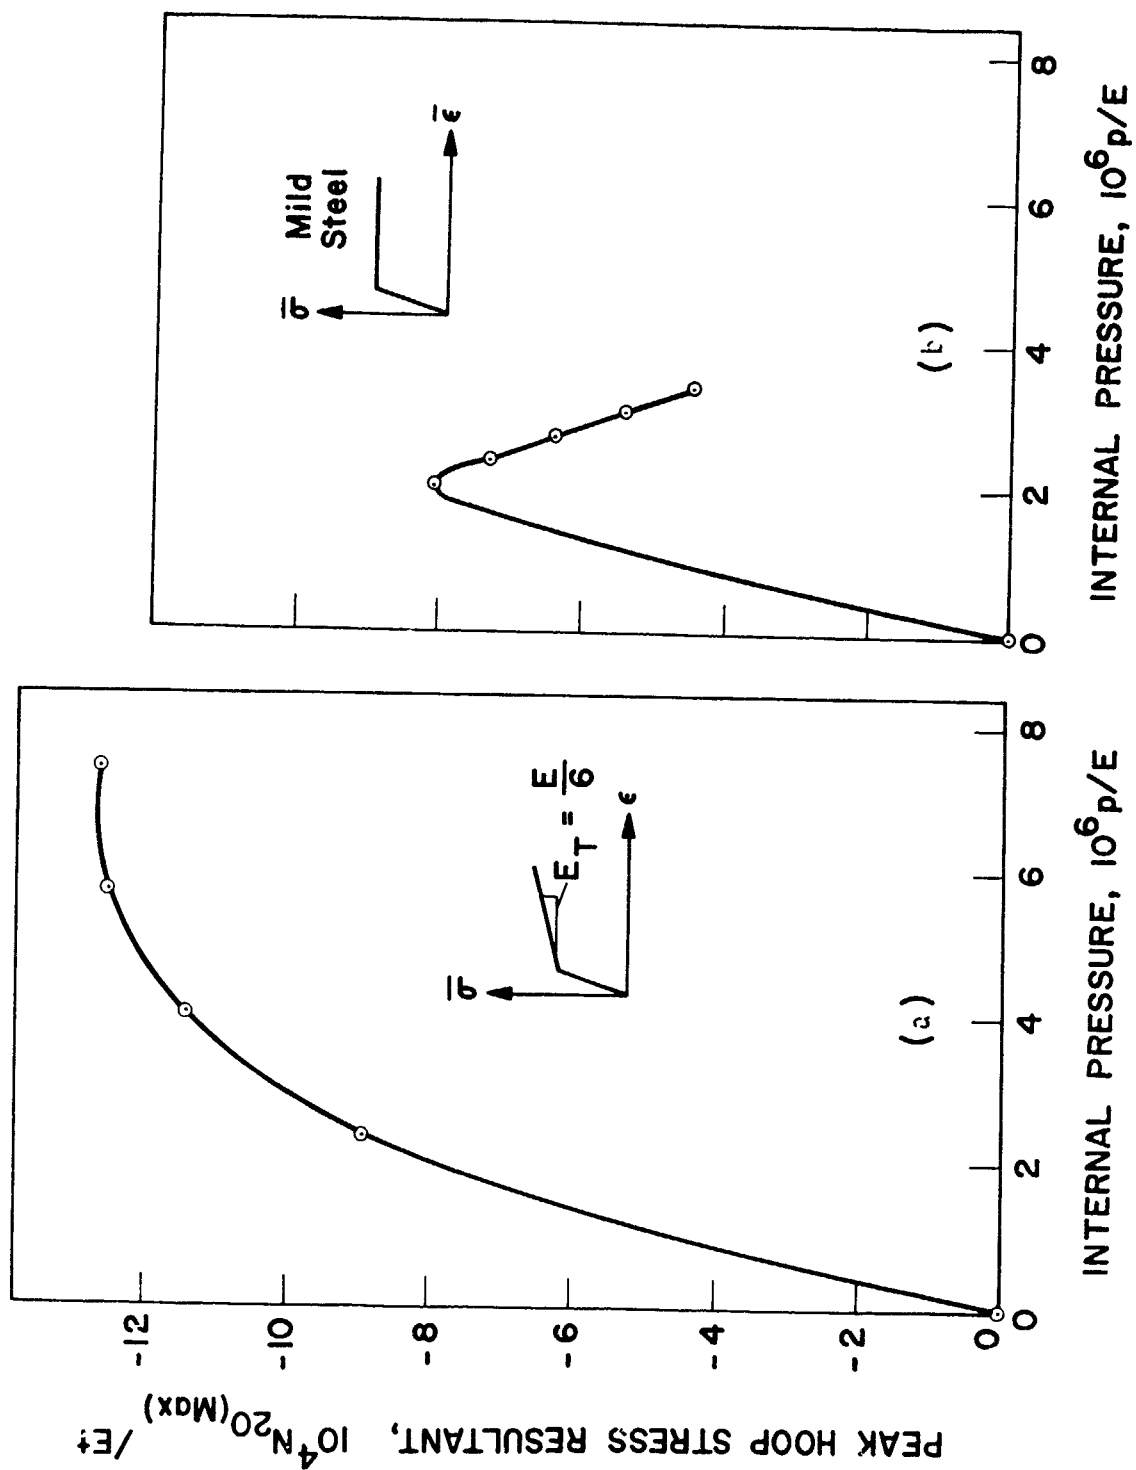 PEAK HOOP STRESS RESULTANT, 10⁴N₂₀(Max)/Et
-12
-10
-8
-6
-4
-2
0
σ̅
E_T = E/6
ϵ
(a)
0 2 4 6 8
INTERNAL PRESSURE, 10⁶p/E
σ̅
Mild
Steel
ϵ̅
(b)
0 2 4 6 8
INTERNAL PRESSURE, 10⁶p/E